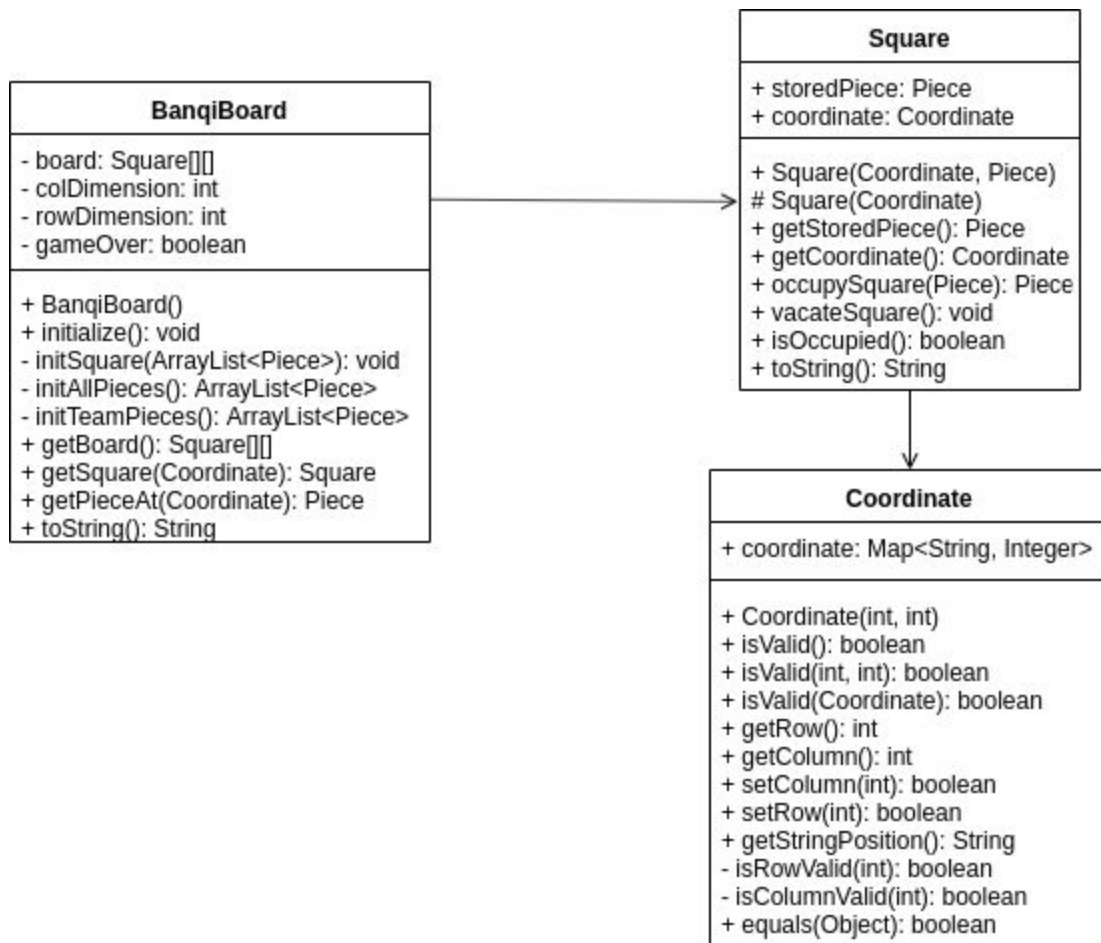 BanqiBoard
- board: Square[][]
- colDimension: int
- rowDimension: int
- gameOver: boolean
+ BanqiBoard()
+ initialize(): void
- initSquare(ArrayList<Piece>): void
- initAllPieces(): ArrayList<Piece>
- initTeamPieces(): ArrayList<Piece>
+ getBoard(): Square[][]
+ getSquare(Coordinate): Square
+ getPieceAt(Coordinate): Piece
+ toString(): String
Square
+ storedPiece: Piece
+ coordinate: Coordinate
+ Square(Coordinate, Piece)
# Square(Coordinate)
+ getStoredPiece(): Piece
+ getCoordinate(): Coordinate
+ occupySquare(Piece): Piece
+ vacateSquare(): void
+ isOccupied(): boolean
+ toString(): String
Coordinate
+ coordinate: Map<String, Integer>
+ Coordinate(int, int)
+ isValid(): boolean
+ isValid(int, int): boolean
+ isValid(Coordinate): boolean
+ getRow(): int
+ getColumn(): int
+ setColumn(int): boolean
+ setRow(int): boolean
+ getStringPosition(): String
- isRowValid(int): boolean
- isColumnValid(int): boolean
+ equals(Object): boolean